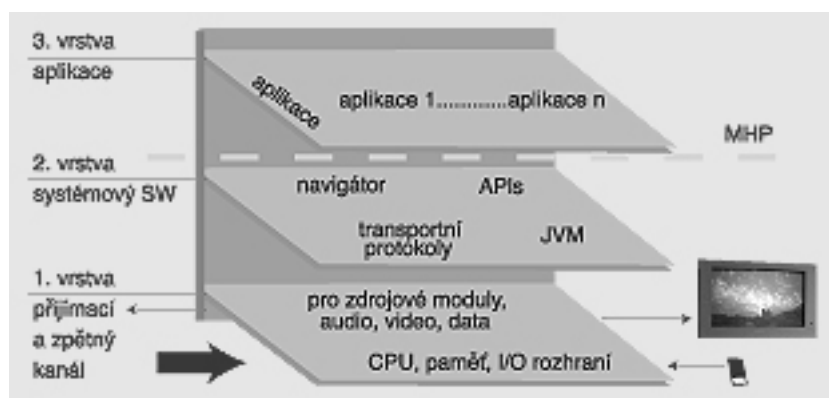 3. vrstva
aplikace
aplikace
aplikace 1.............aplikace n
MHP
2. vrstva
systémový SW
navigátor APIs
transportní
protokoly JVM
1. vrstva
přijímací
a zpětný
kanál
pro zdrojové moduly,
audio, video, data
CPU, paměť, I/O rozhraní